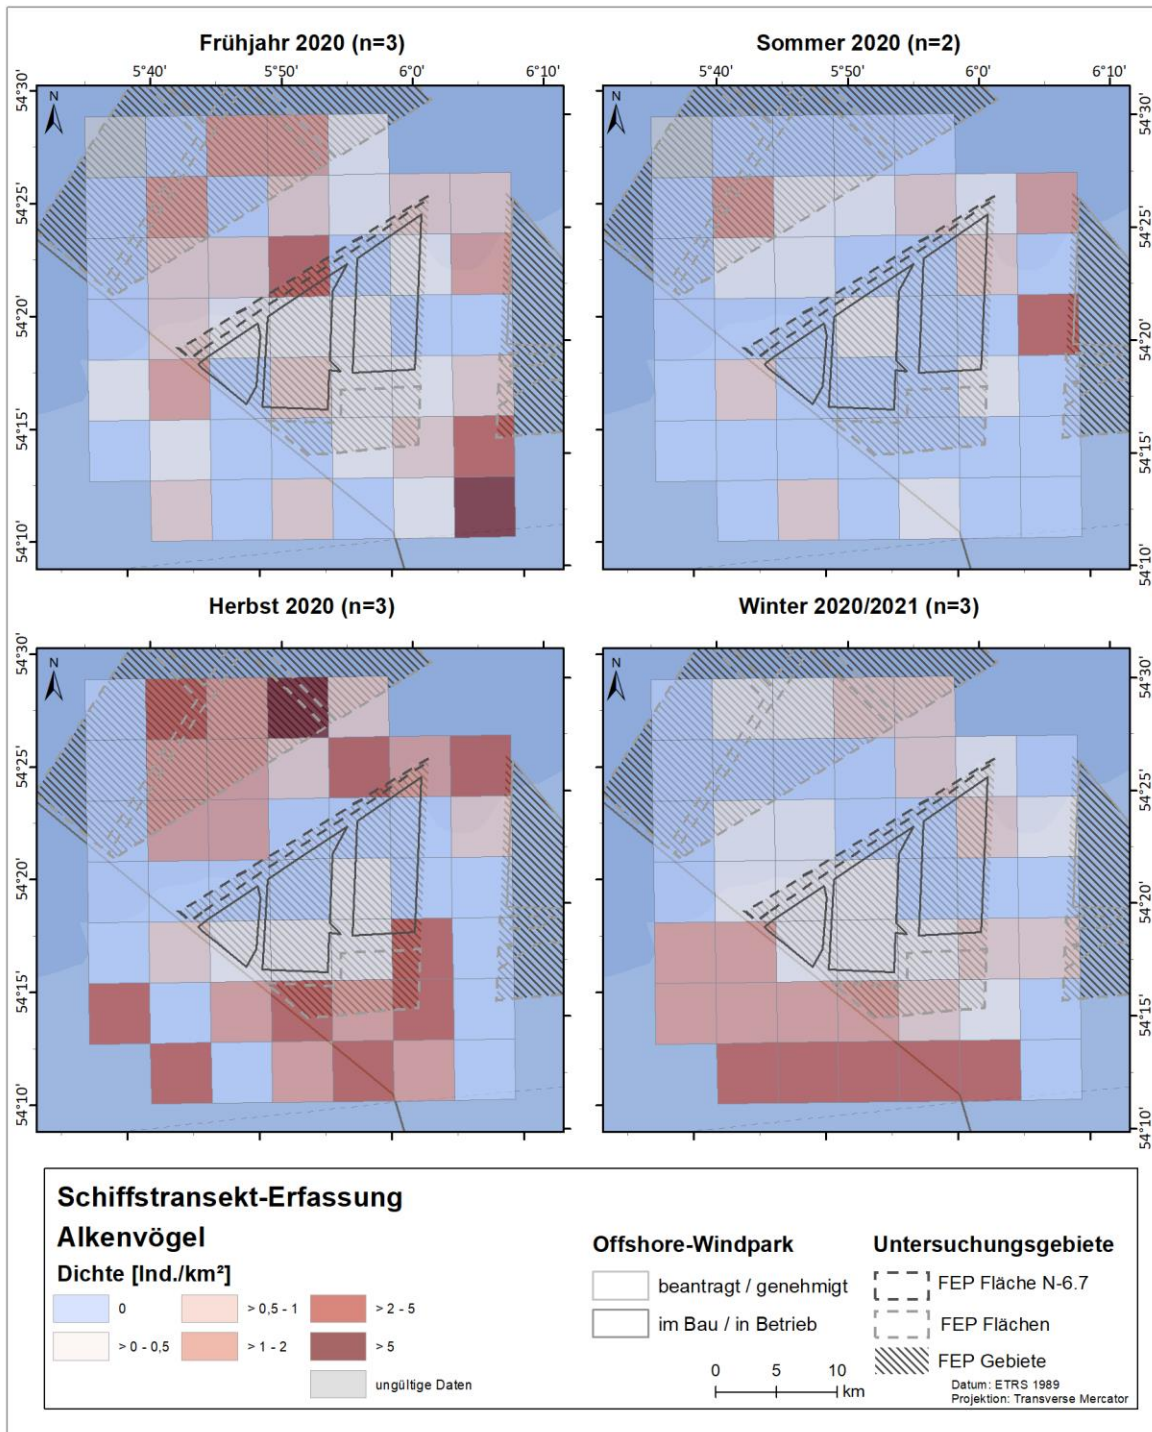 Frühjahr 2020 (n=3)
Sommer 2020 (n=2)
5°40' 5°50' 6°0' 6°10'
5°40' 5°50' 6°0' 6°10'
54°30'
54°25'
54°20'
54°15'
54°10'
N
N
54°30'
54°25'
54°20'
54°15'
54°10'
Herbst 2020 (n=3)
Winter 2020/2021 (n=3)
54°30'
54°25'
54°20'
54°15'
54°10'
N
N
54°30'
54°25'
54°20'
54°15'
54°10'
Schiffstransekt-Erfassung
Alkenvögel
Dichte [Ind./km²]
0
> 0 - 0,5
> 0,5 - 1
> 1 - 2
> 2 - 5
> 5
ungültige Daten
Offshore-Windpark
beantragt / genehmigt
im Bau / in Betrieb
0 5 10
km
Untersuchungsgebiete
FEP Fläche N-6.7
FEP Flächen
FEP Gebiete
Datum: ETRS 1989
Projektion: Transverse Mercator